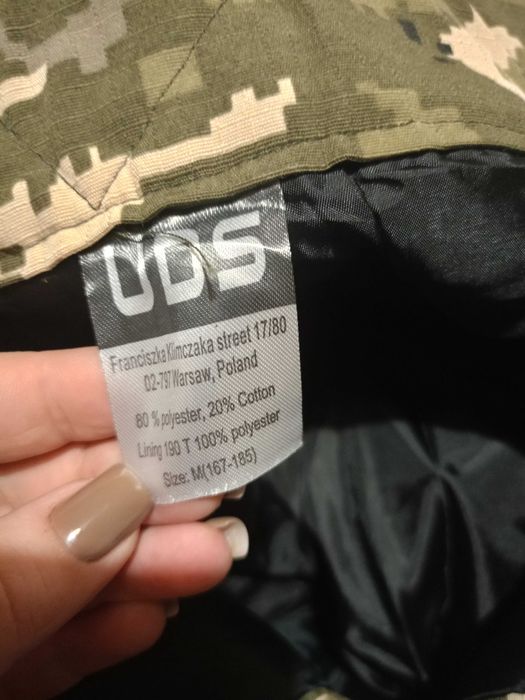 UDS
Franciszka Klimczaka street 17/80
02-797 Warsaw, Poland
80 % polyester, 20% Cotton
Lining 190 T 100% polyester
Size: M(167-185)